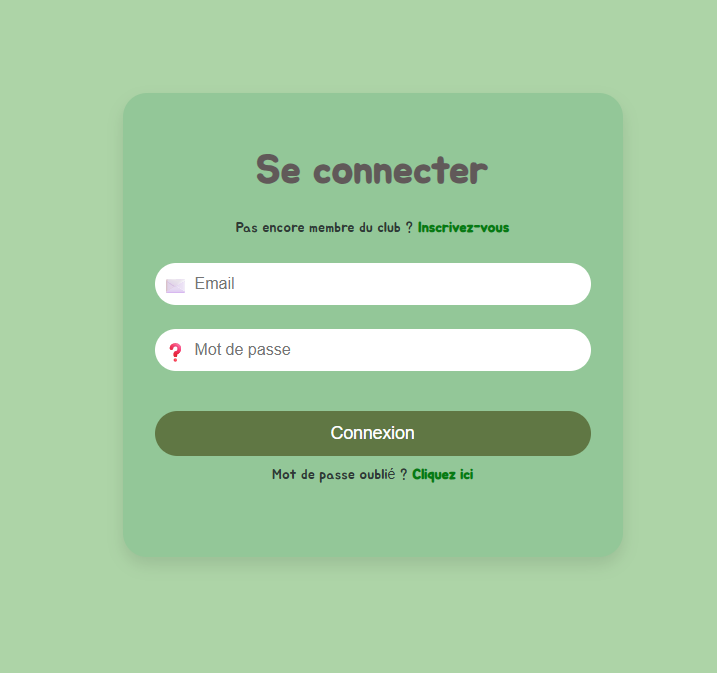 Se connecter
Pas encore membre du club ? Inscrivez-vous
Email
Mot de passe
Connexion
Mot de passe oublié ? Cliquez ici